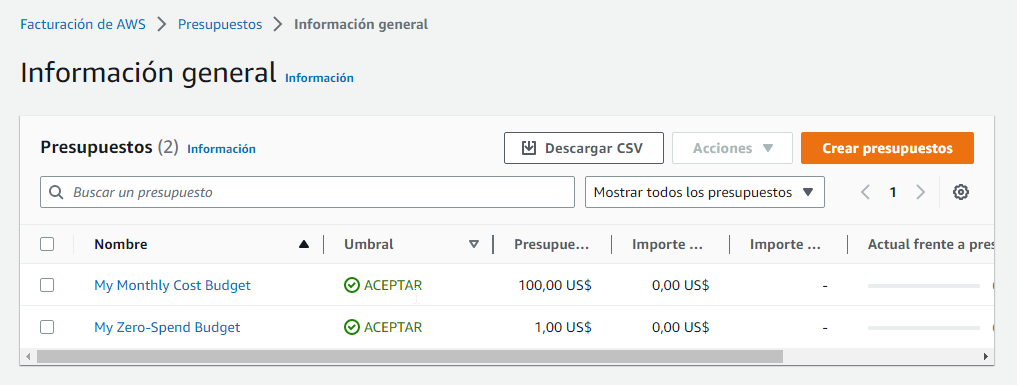 Facturación de AWS > Presupuestos > Información general
Información general Información
Presupuestos (2) Información
Descargar CSV
Acciones
Crear presupuestos
Buscar un presupuesto
Mostrar todos los presupuestos
1
Nombre Umbral Presupue... Importe ... Importe ... Actual frente a pres
My Monthly Cost Budget ACEPTAR 100,00 US$ 0,00 US$ -
My Zero-Spend Budget ACEPTAR 1,00 US$ 0,00 US$ -